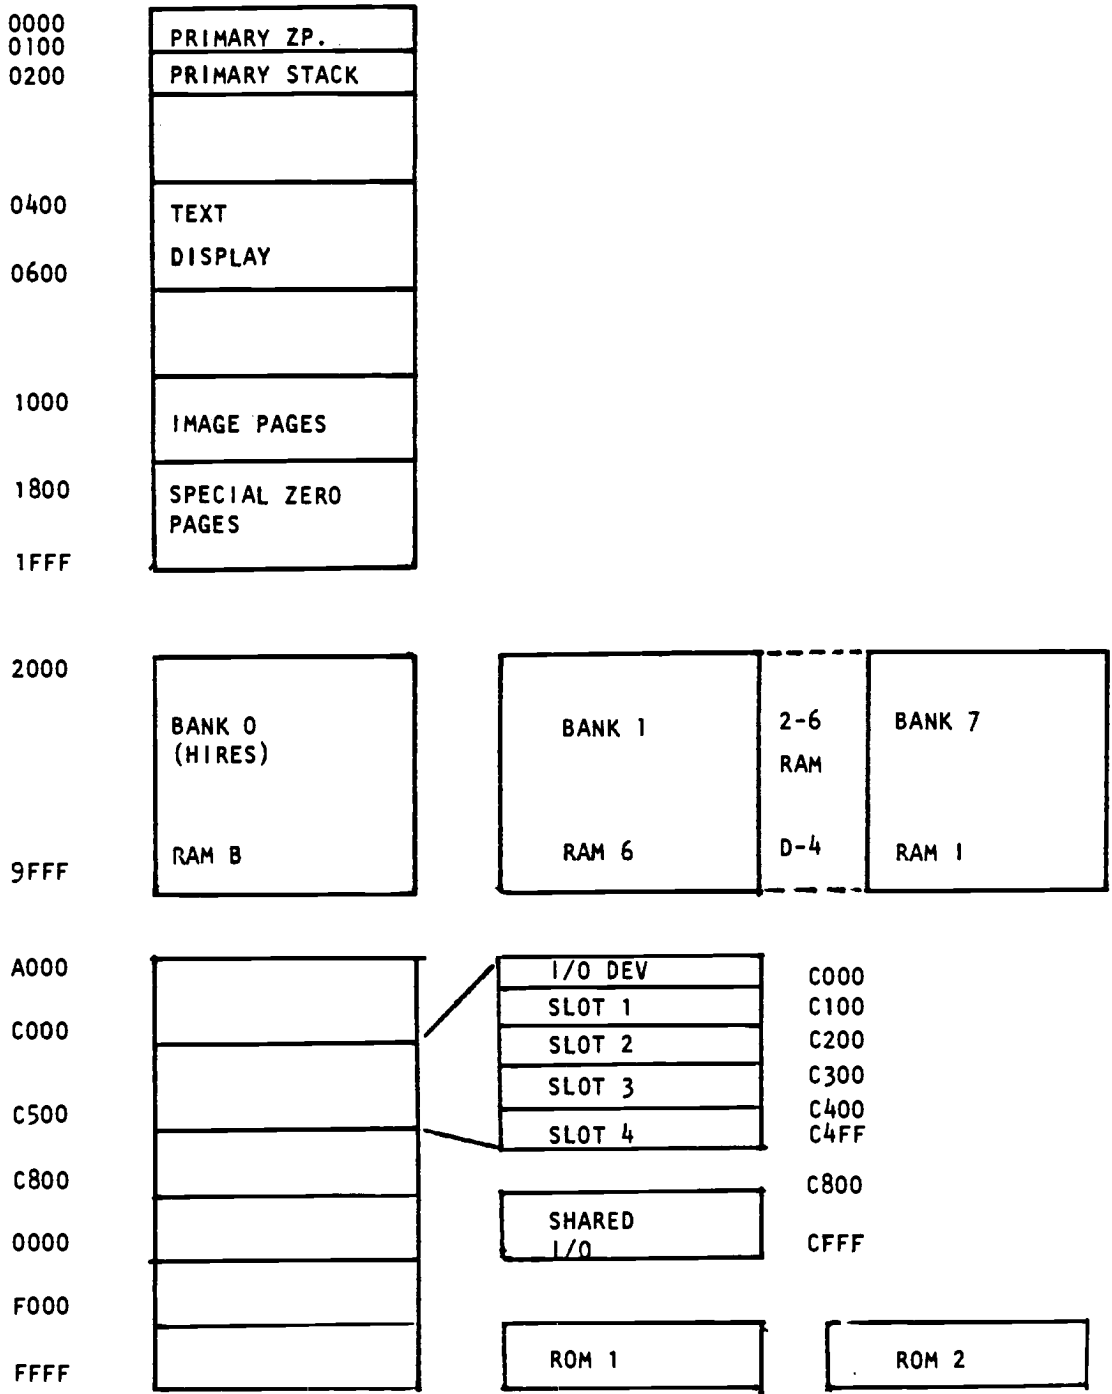 0000
0100
PRIMARY ZP.
0200
PRIMARY STACK
0400
TEXT
DISPLAY
0600
1000
IMAGE PAGES
1800
SPECIAL ZERO
PAGES
1FFF
2000
BANK 0
(HIRES)
RAM B
9FFF
BANK 1
RAM 6
2-6
RAM
D-4
BANK 7
RAM 1
A000
C000
C500
C800
0000
F000
FFFF
I/O DEV
SLOT 1
SLOT 2
SLOT 3
SLOT 4
C000
C100
C200
C300
C400
C4FF
SHARED
I/O
C800
CFFF
ROM 1
ROM 2